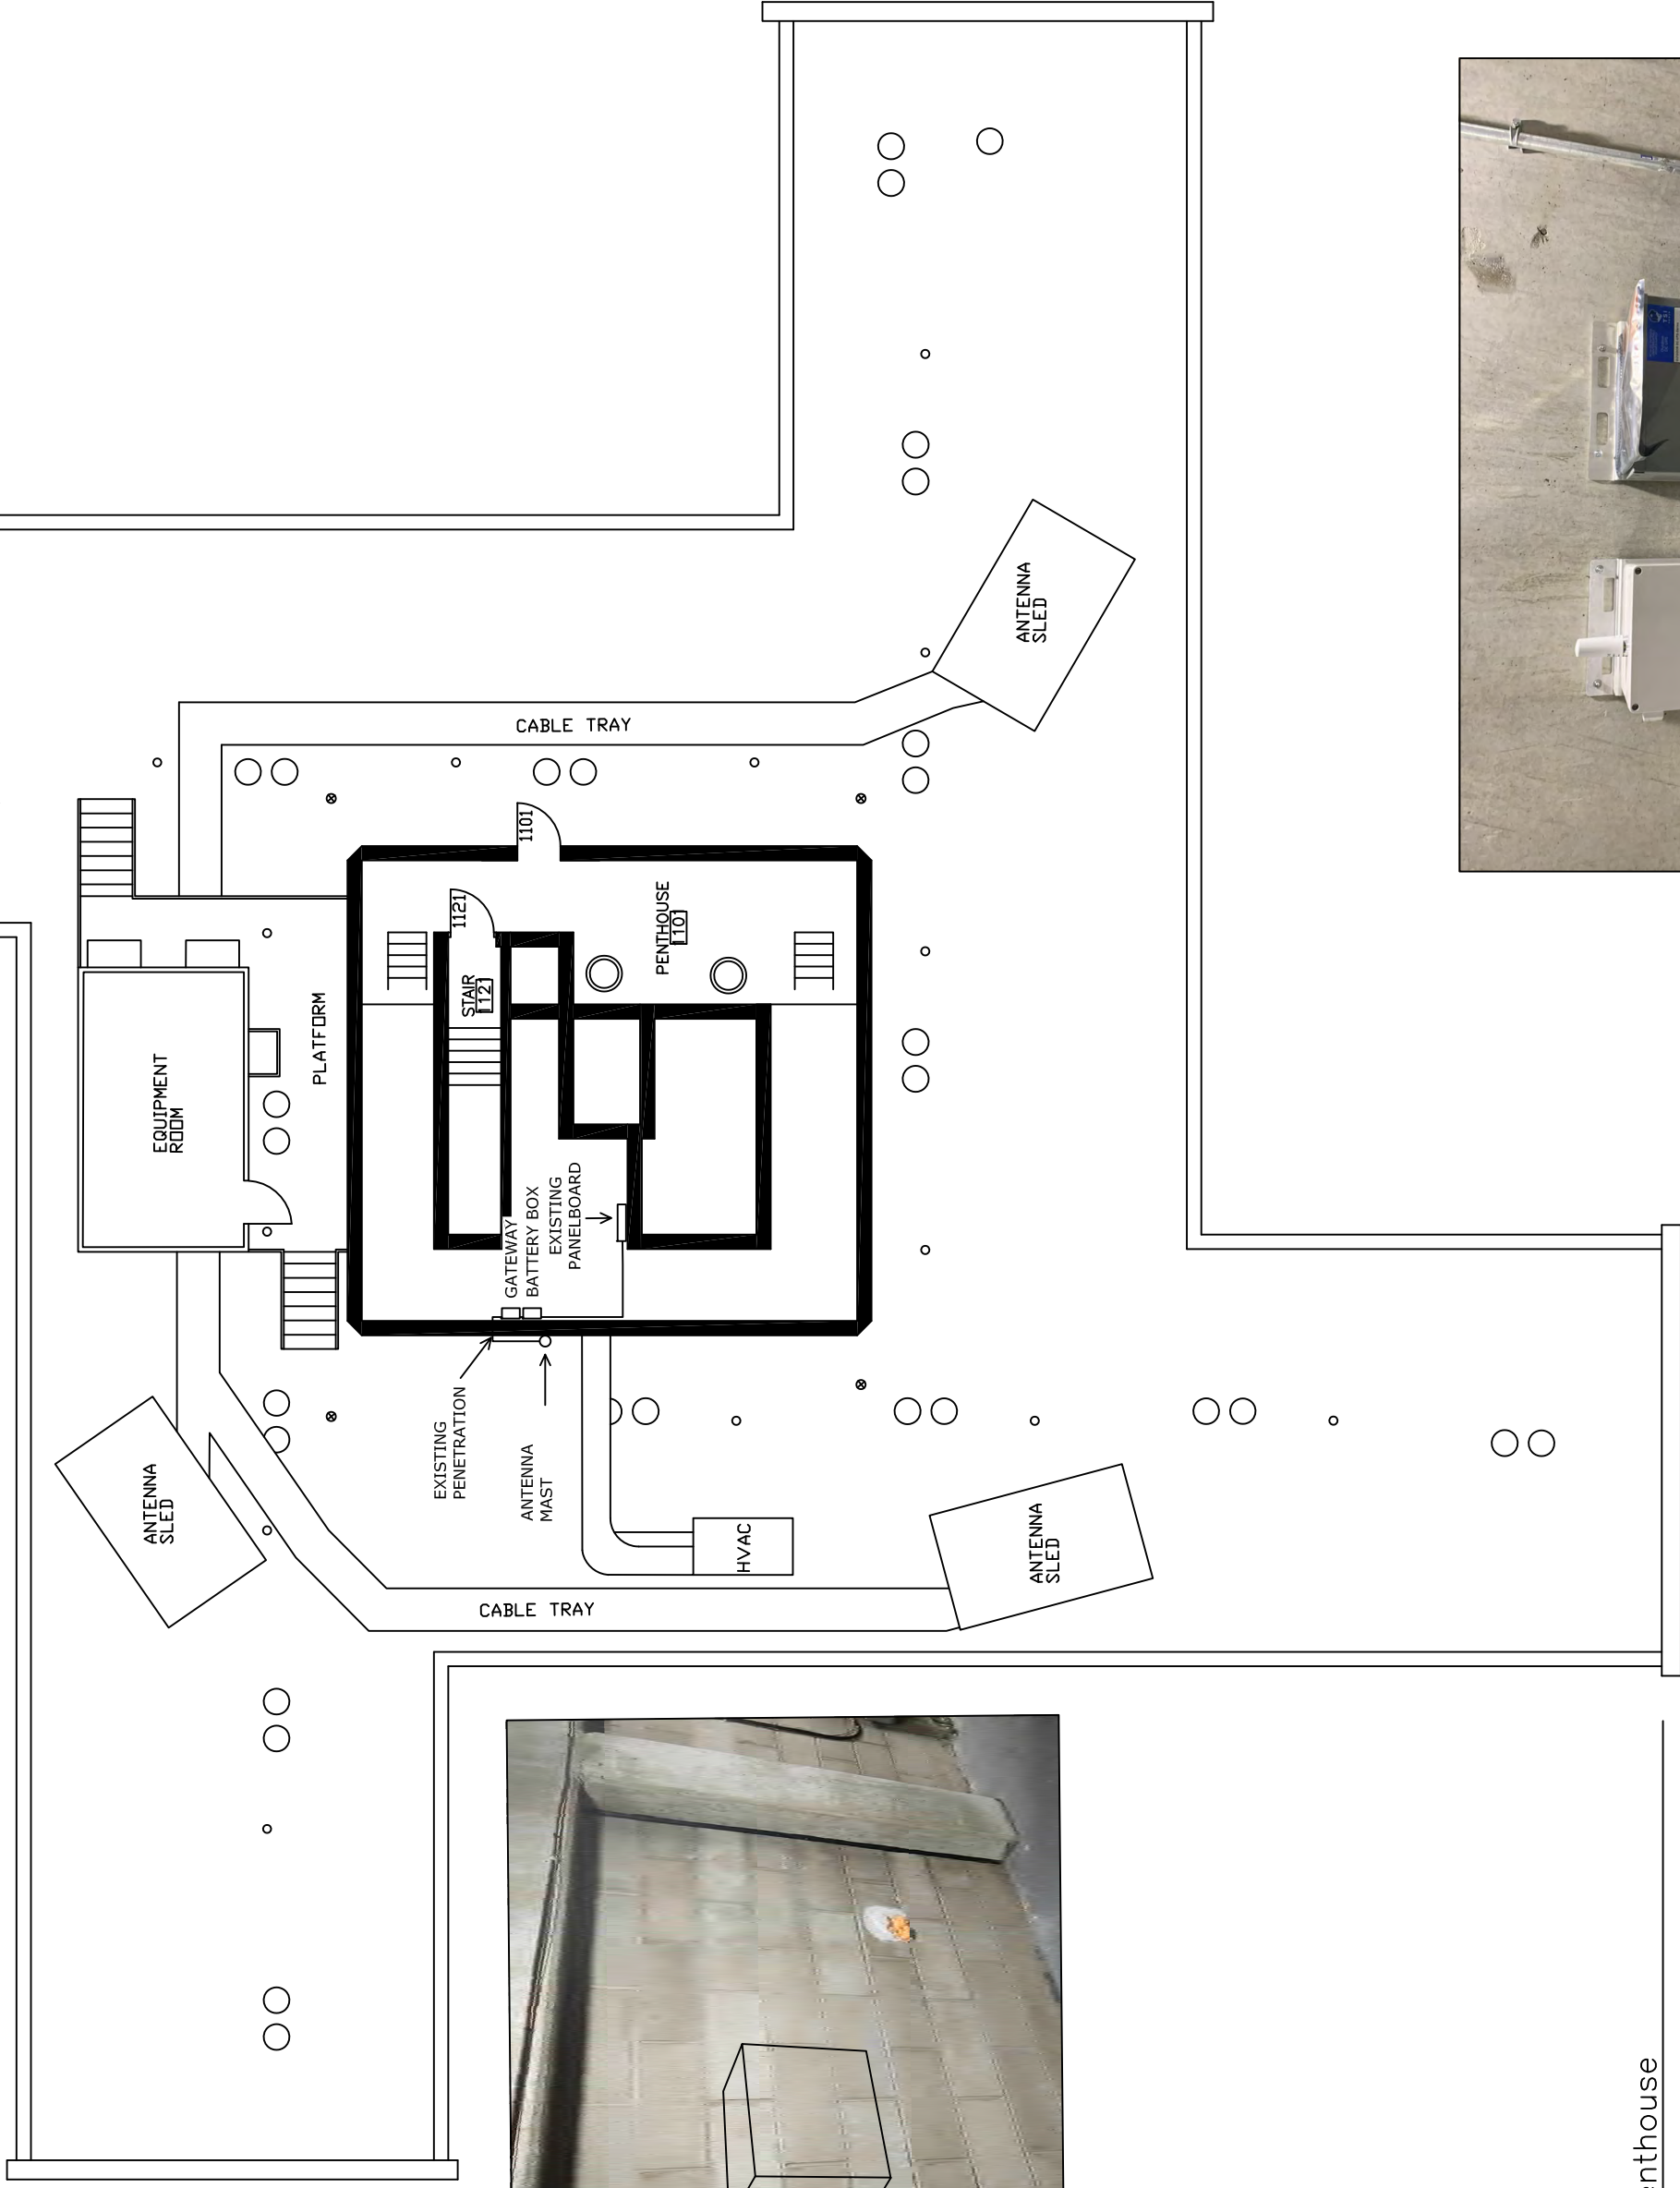 ANTENNA
SLED
CABLE TRAY
1101
1121
PENTHOUSE
1101
STAIR
1121
PLATFORM
EQUIPMENT
ROOM
GATEWAY
BATTERY BOX
EXISTING
PANELBOARD
EXISTING
PENETRATION
ANTENNA
MAST
ANTENNA
SLED
HVAC
ANTENNA
SLED
CABLE TRAY
enthouse